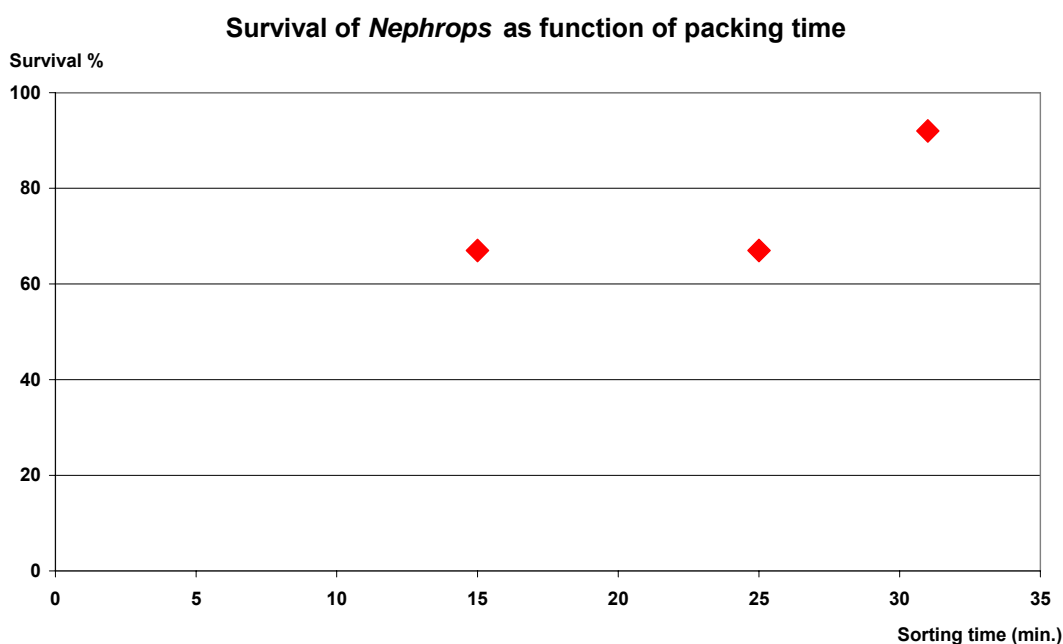 Survival of Nephrops as function of packing time
Survival %
100
80
60
40
20
0
0 5 10 15 20 25 30 35
Sorting time (min.)